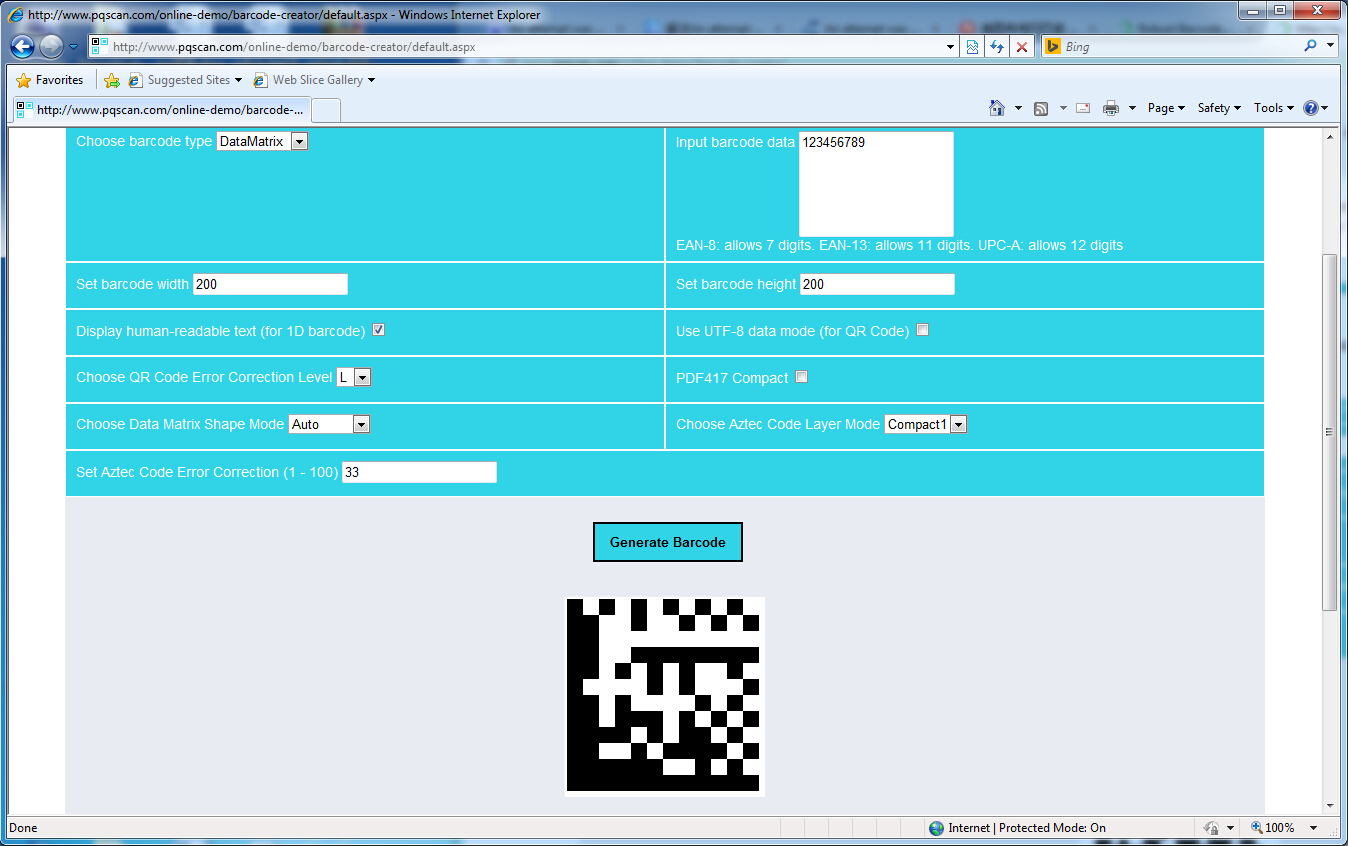 http://www.pqscan.com/online-demo/barcode-creator/default.aspx - Windows Internet Explorer
http://www.pqscan.com/online-demo/barcode-creator/default.aspx
Bing
Favorites Suggested Sites Web Slice Gallery
http://www.pqscan.com/online-demo/barcode-...
Page Safety Tools
Choose barcode type DataMatrix
Input barcode data 123456789
EAN-8: allows 7 digits. EAN-13: allows 11 digits. UPC-A: allows 12 digits
Set barcode width 200
Set barcode height 200
Display human-readable text (for 1D barcode)
Use UTF-8 data mode (for QR Code)
Choose QR Code Error Correction Level L
PDF417 Compact
Choose Data Matrix Shape Mode Auto
Choose Aztec Code Layer Mode Compact1
Set Aztec Code Error Correction (1 - 100) 33
Generate Barcode
Done
Internet | Protected Mode: On
100%